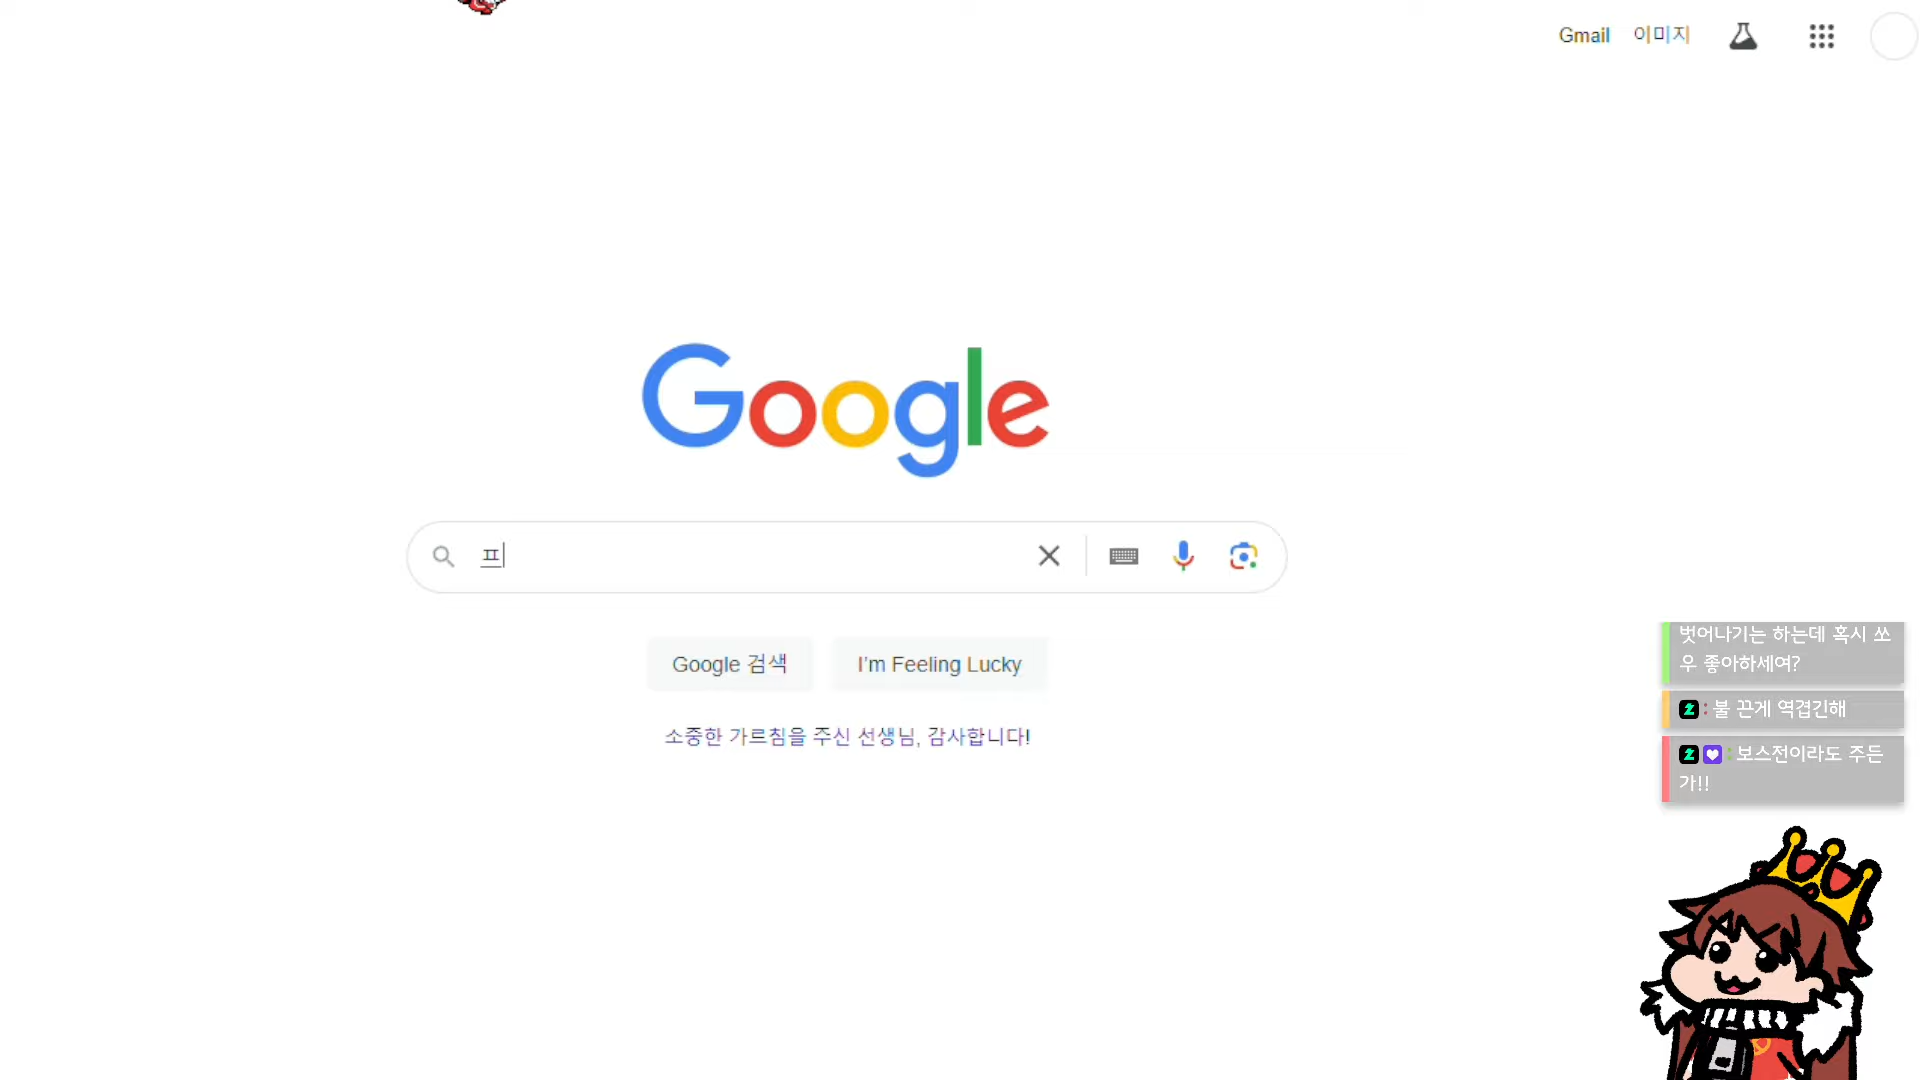 Gmail 이미지
Google
프
Google 검색 I'm Feeling Lucky
소중한 가르침을 주신 선생님, 감사합니다!
벗어나기는 하는데 혹시 쏘
우 좋아하세여?
: 불 끈게 역겹긴해
: 보스전이라도 주든
가!!